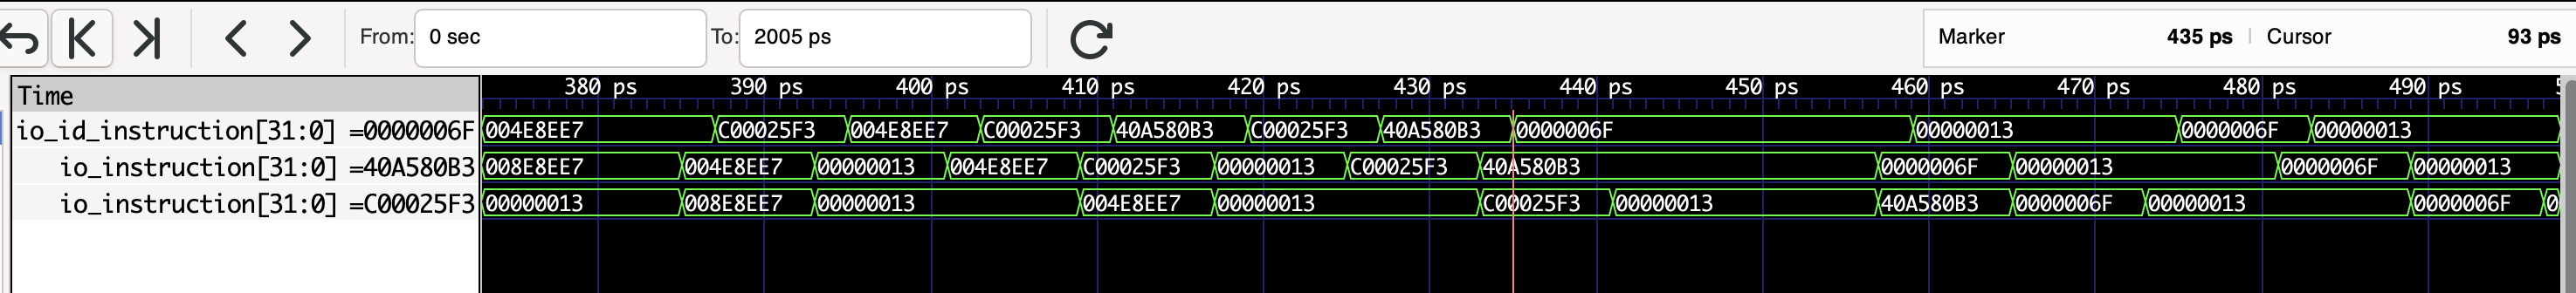 From: 0 sec To: 2005 ps Marker 435 ps | Cursor 93 ps
Time 380 ps 390 ps 400 ps 410 ps 420 ps 430 ps 440 ps 450 ps 460 ps 470 ps 480 ps 490 ps 5
io_id_instruction[31:0] =0000006F 004E8EE7 C00025F3 004E8EE7 C00025F3 40A580B3 C00025F3 40A580B3 0000006F 00000013 0000006F 00000013
io_instruction[31:0] =40A580B3 008E8EE7 004E8EE7 00000013 004E8EE7 C00025F3 00000013 C00025F3 40A580B3 0000006F 00000013 0000006F 00000013
io_instruction[31:0] =C00025F3 00000013 008E8EE7 00000013 004E8EE7 00000013 C00025F3 00000013 40A580B3 0000006F 00000013 0000006F 0